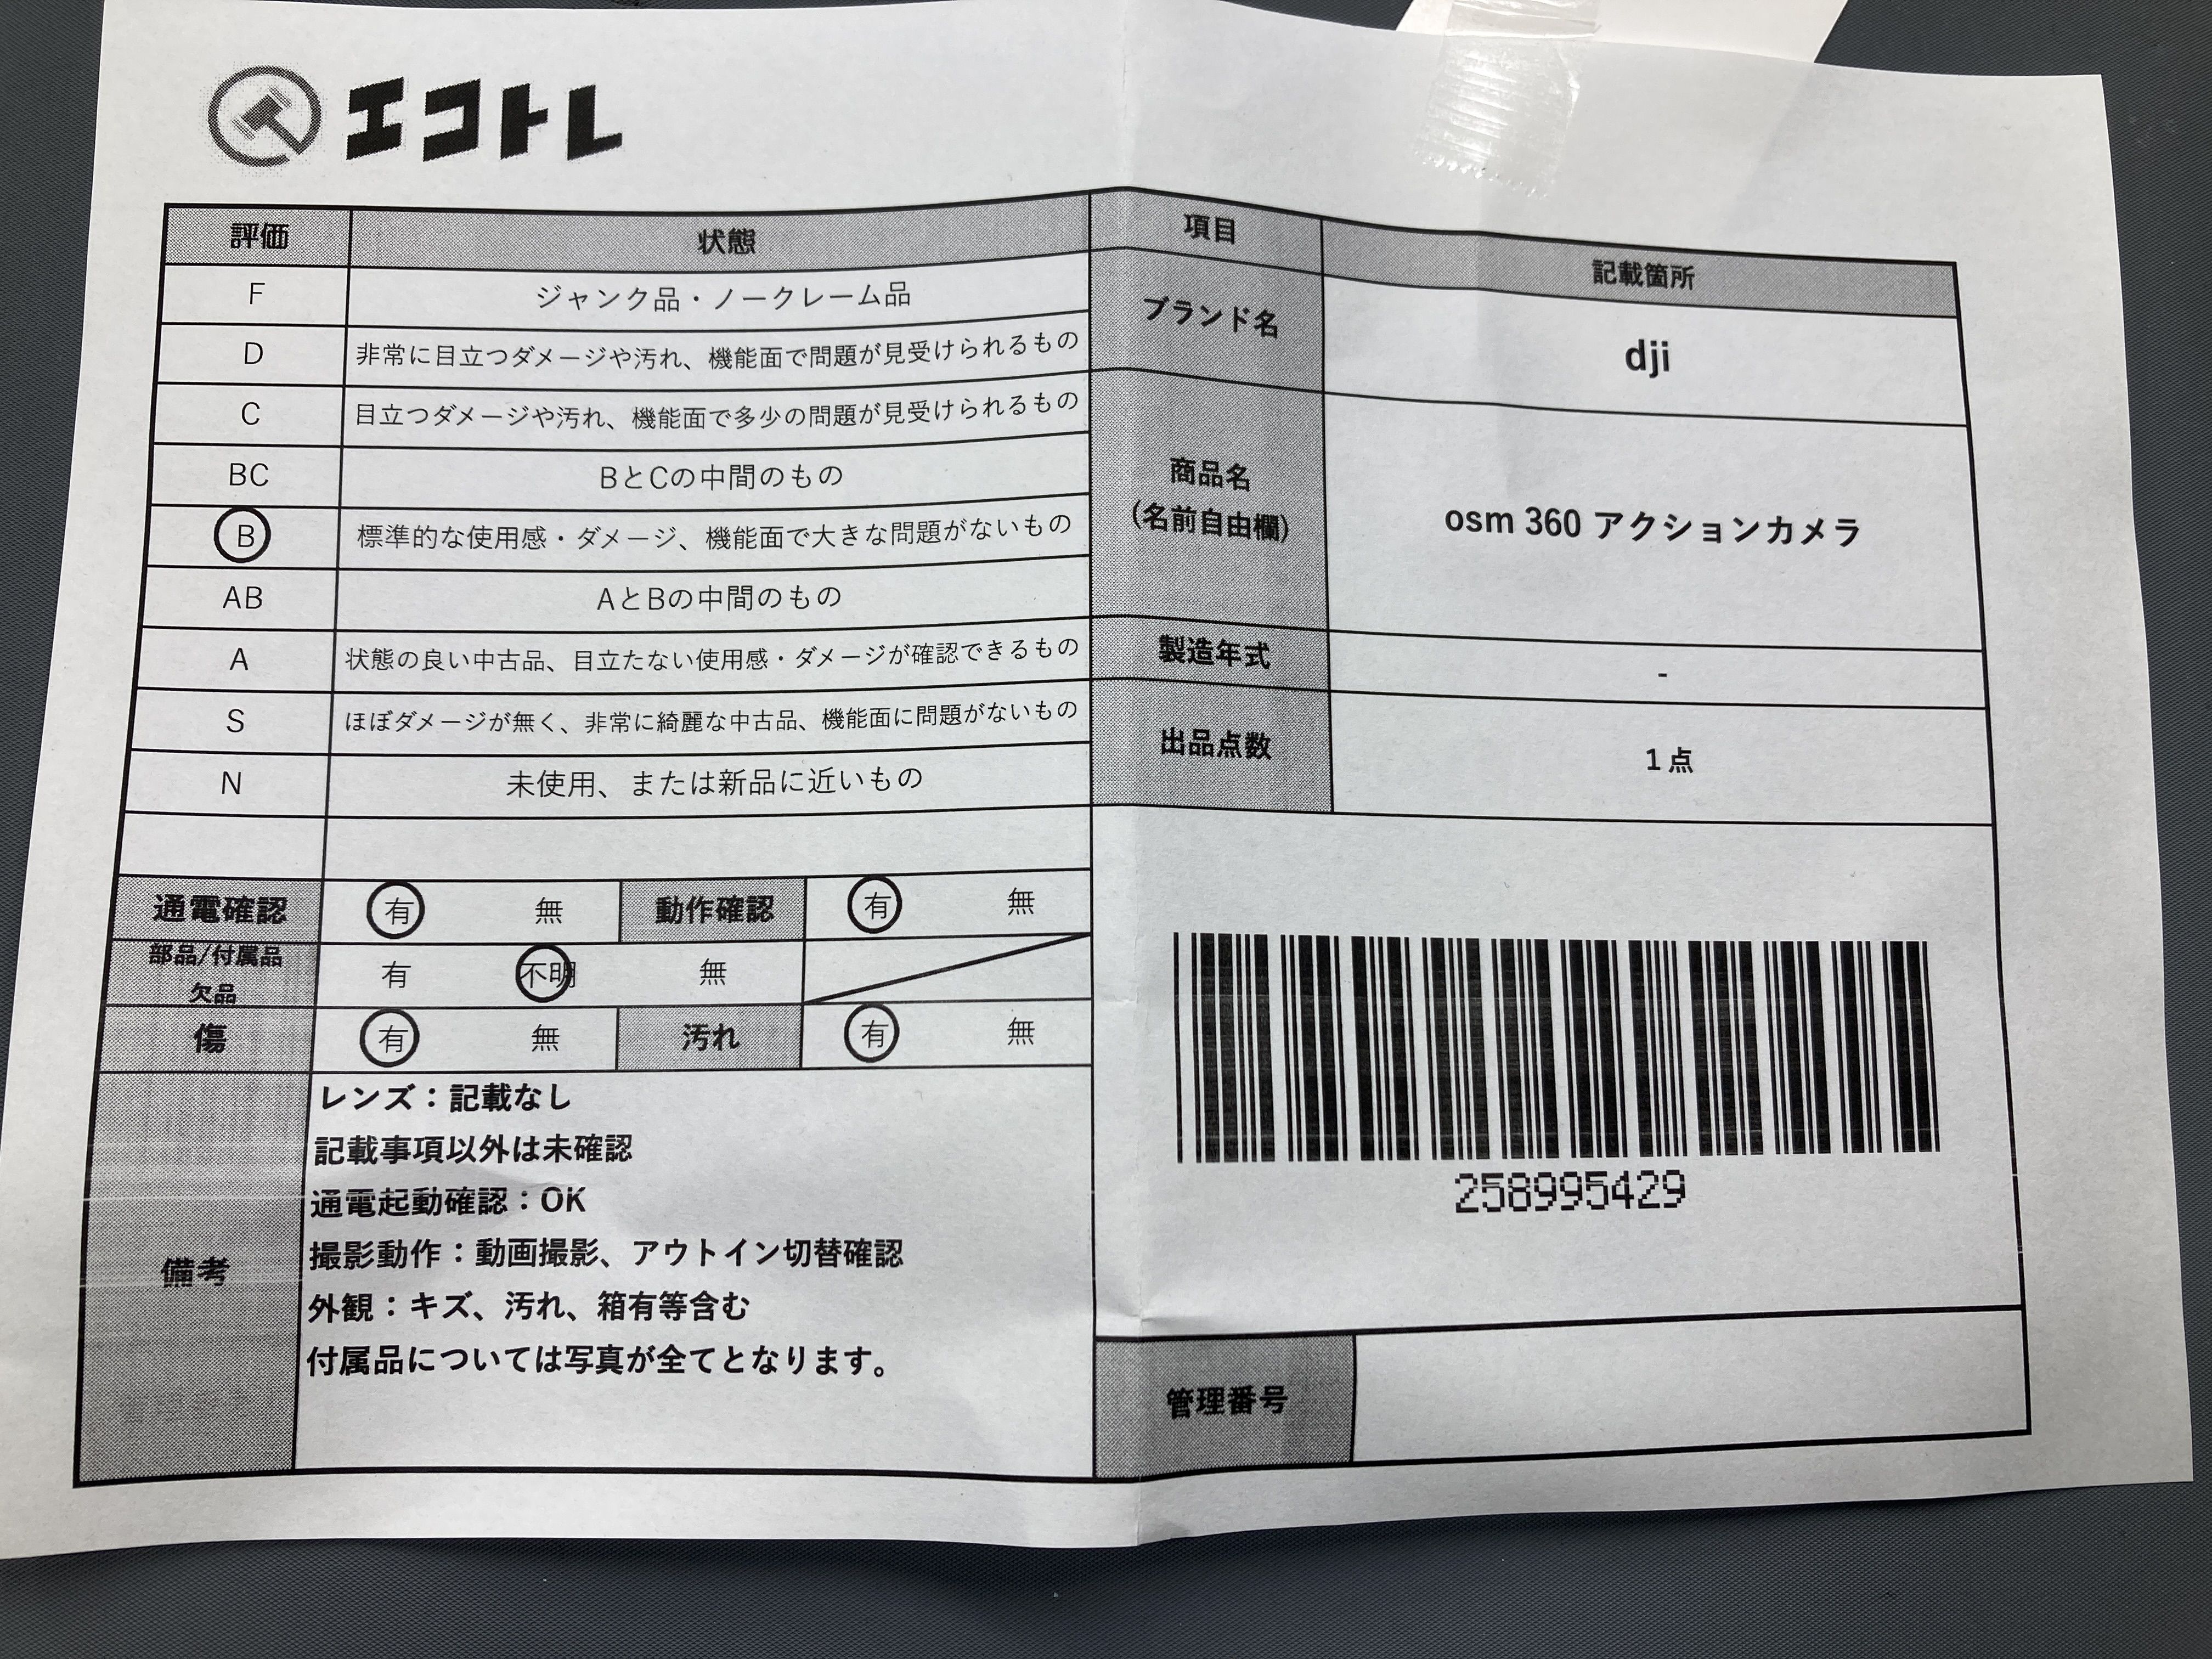 エコトレ
評価 状態
F ジャンク品・ノークレーム品
D 非常に目立つダメージや汚れ、機能面で問題が見受けられるもの
C 目立つダメージや汚れ、機能面で多少の問題が見受けられるもの
BC BとCの中間のもの
B 標準的な使用感・ダメージ、機能面で大きな問題がないもの
AB AとBの中間のもの
A 状態の良い中古品、目立たない使用感・ダメージが確認できるもの
S ほぼダメージが無く、非常に綺麗な中古品、機能面に問題がないもの
N 未使用、または新品に近いもの
通電確認 有 無 動作確認 有 無
部品/付属品
欠品 有 不明 無
傷 有 無 汚れ 有 無
備考
レンズ：記載なし
記載事項以外は未確認
通電起動確認：OK
撮影動作：動画撮影、アウトイン切替確認
外観：キズ、汚れ、箱有等含む
付属品については写真が全てとなります。
項目 記載箇所
ブランド名 dji
商品名
(名前自由欄) osm 360 アクションカメラ
製造年式 -
出品点数 1点
258995429
管理番号